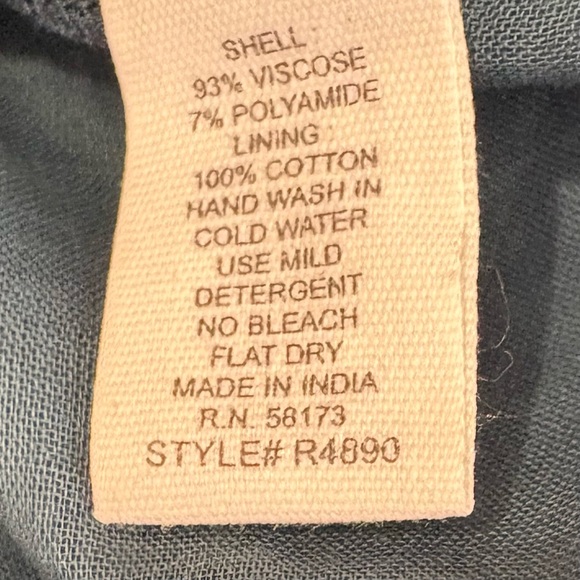 SHELL :
93% VISCOSE
7% POLYAMIDE
LINING :
100% COTTON
HAND WASH IN
COLD WATER
USE MILD
DETERGENT
NO BLEACH
FLAT DRY
MADE IN INDIA
R.N. 58173
STYLE# R4890